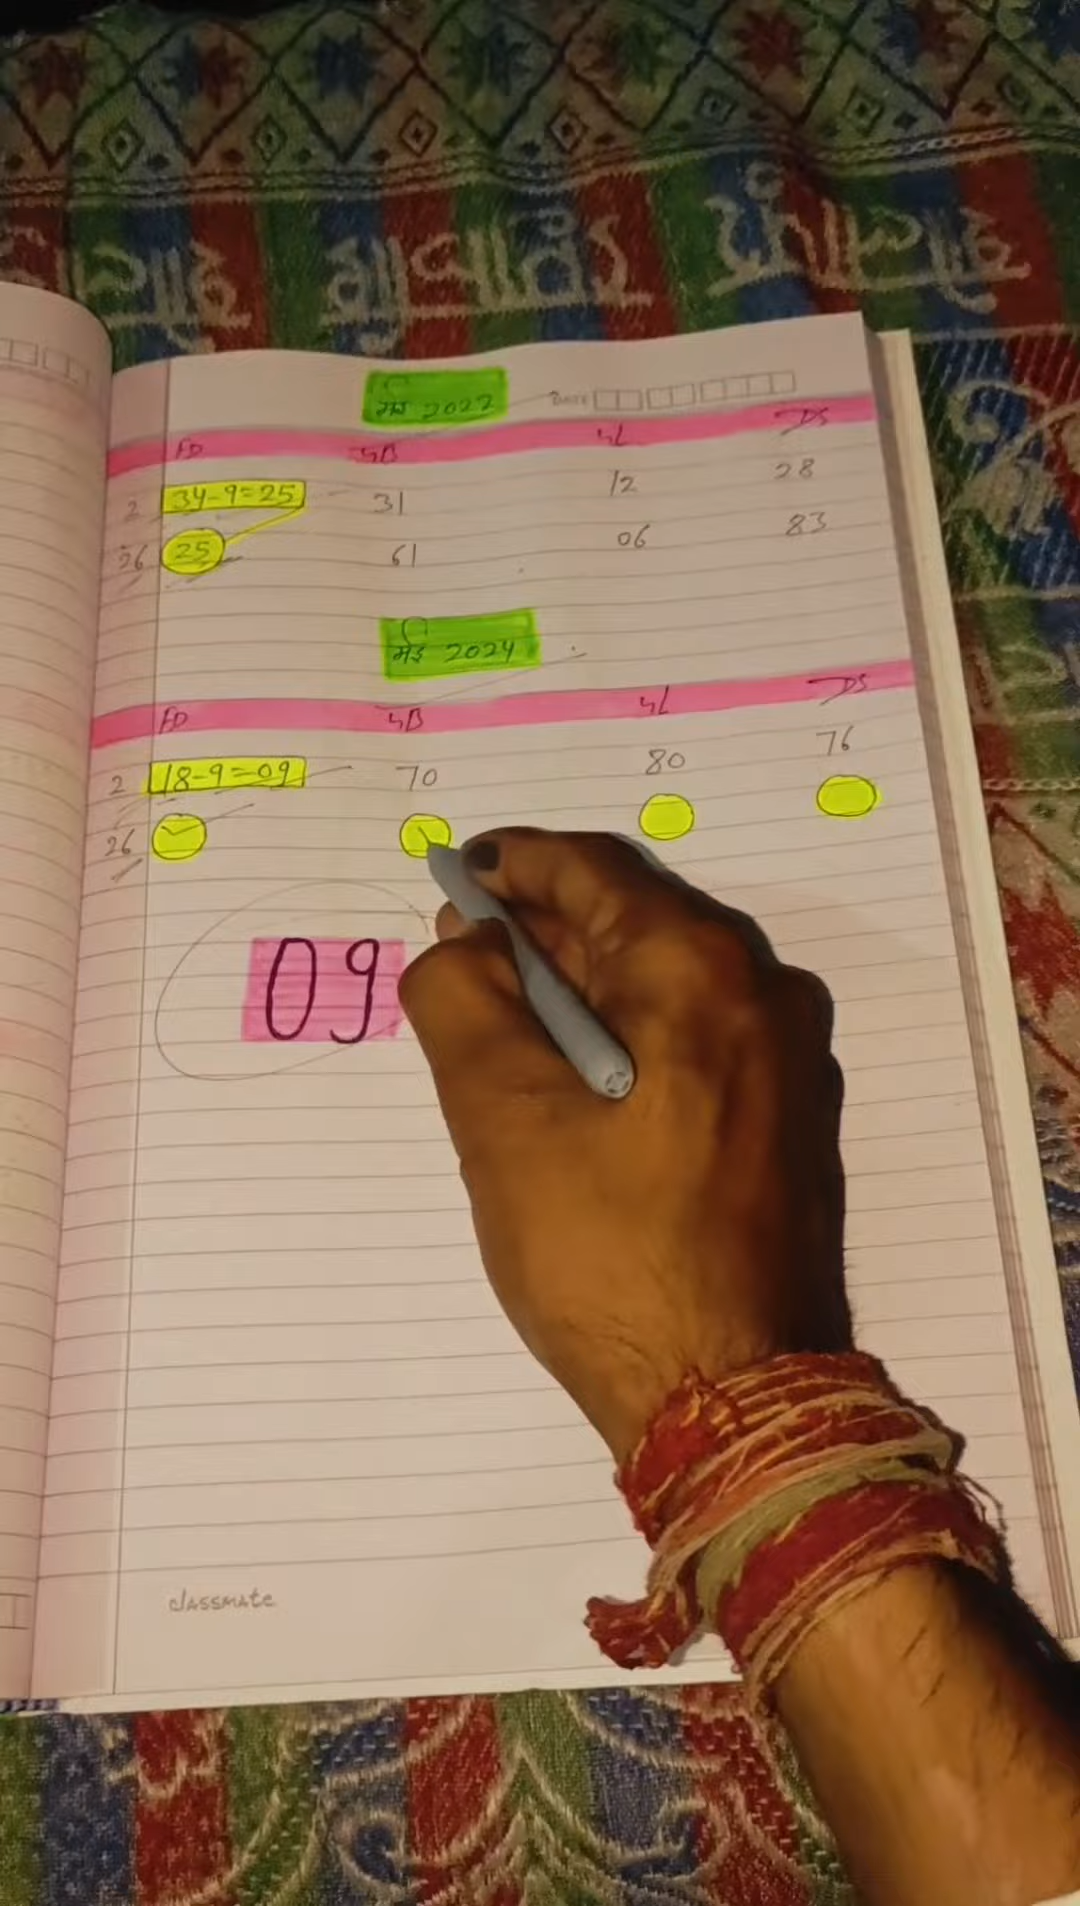 मई 2022
DATE
FD GB GL DS
2 34-9=25 31 12 28
26 25 61 06 83
मई 2024
FD GB GL DS
2 18-9=09 70 80 76
26
09
classmate